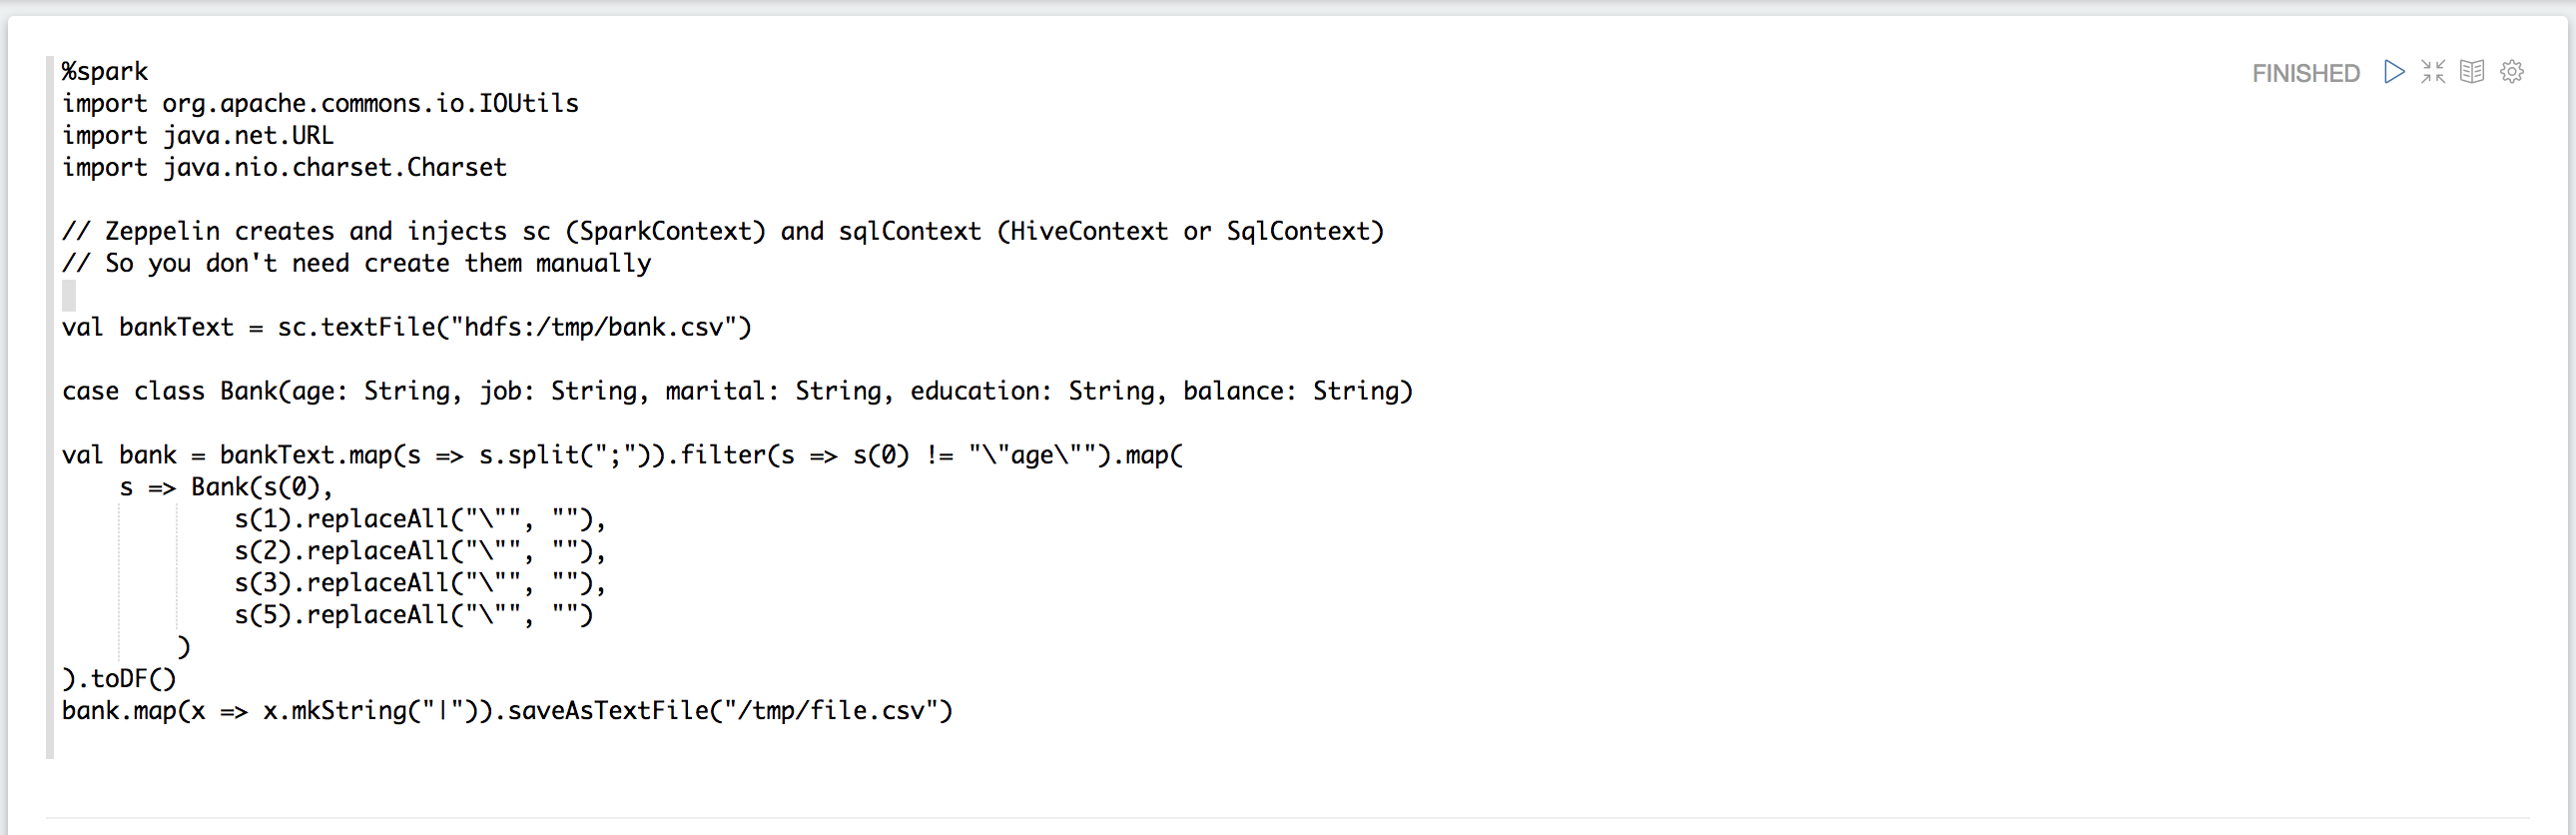 %spark
FINISHED
import org.apache.commons.io.IOUtils
import java.net.URL
import java.nio.charset.Charset
// Zeppelin creates and injects sc (SparkContext) and sqlContext (HiveContext or SqlContext)
// So you don't need create them manually
val bankText = sc.textFile("hdfs:/tmp/bank.csv")
case class Bank(age: String, job: String, marital: String, education: String, balance: String)
val bank = bankText.map(s => s.split(";")).filter(s => s(0) != "\"age\"").map(
s => Bank(s(0),
s(1).replaceAll("\"", ""),
s(2).replaceAll("\"", ""),
s(3).replaceAll("\"", ""),
s(5).replaceAll("\"", "")
)
).toDF()
bank.map(x => x.mkString("|")).saveAsTextFile("/tmp/file.csv")